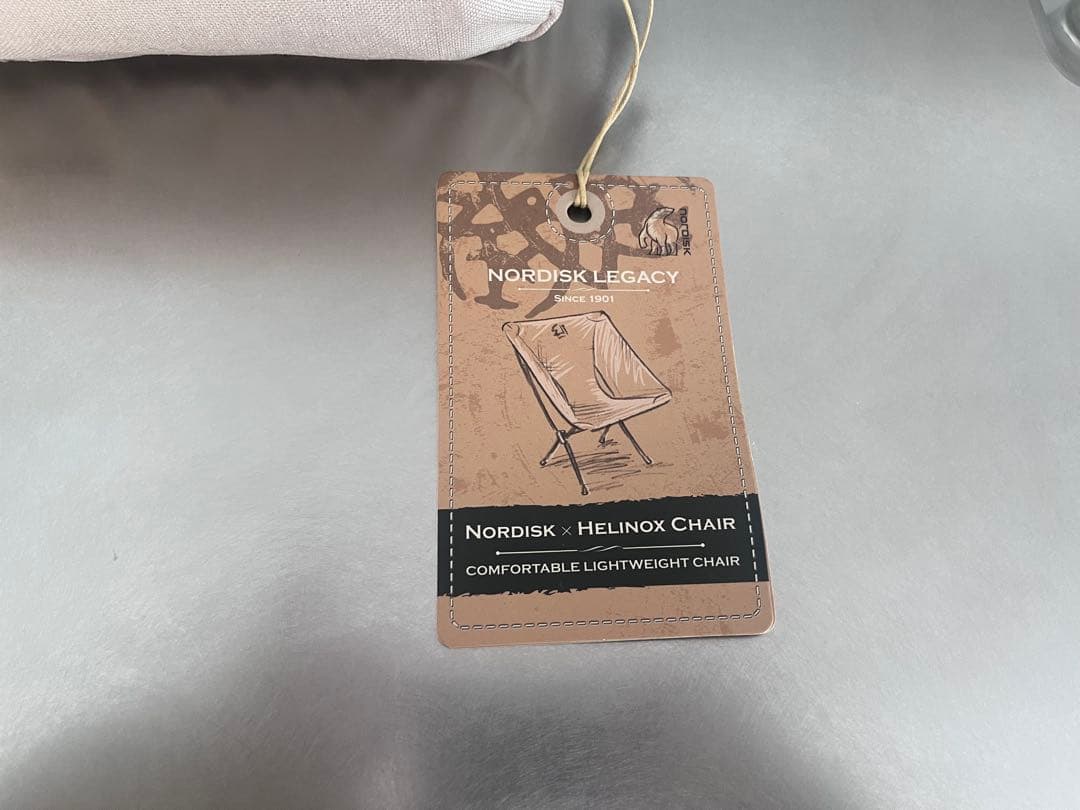 nordisk
NORDISK LEGACY
SINCE 1901
NORDISK × HELINOX CHAIR
COMFORTABLE LIGHTWEIGHT CHAIR